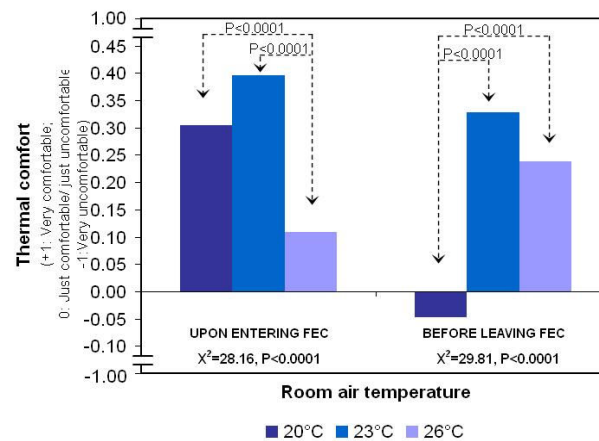 Thermal comfort
(+1: Very comfortable;
0: Just comfortable/ just uncomfortable
-1:Very uncomfortable)
1.00
0.45
0.40
0.35
0.30
0.25
0.20
0.15
0.10
0.05
0.00
-0.05
-0.10
-1.00
P<0.0001
P<0.0001
P<0.0001
P<0.0001
UPON ENTERING FEC
X²=28.16, P<0.0001
BEFORE LEAVING FEC
X²=29.81, P<0.0001
Room air temperature
20°C 23°C 26°C